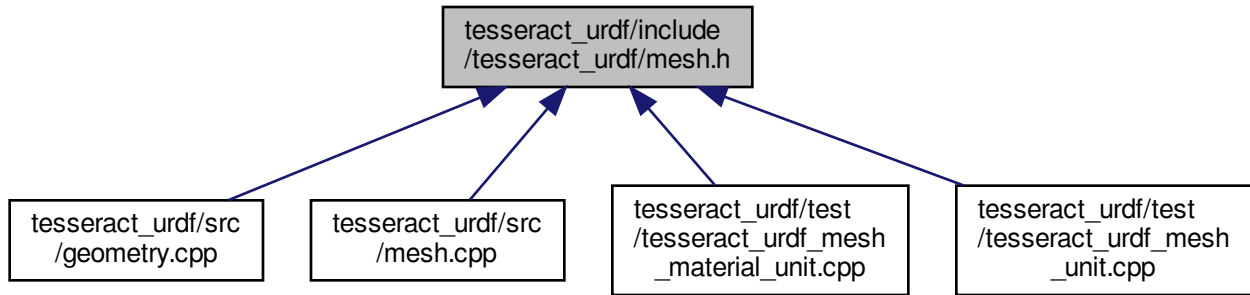 tesseract_urdf/include
/tesseract_urdf/mesh.h
tesseract_urdf/src
/geometry.cpp
tesseract_urdf/src
/mesh.cpp
tesseract_urdf/test
/tesseract_urdf_mesh
_material_unit.cpp
tesseract_urdf/test
/tesseract_urdf_mesh
_unit.cpp